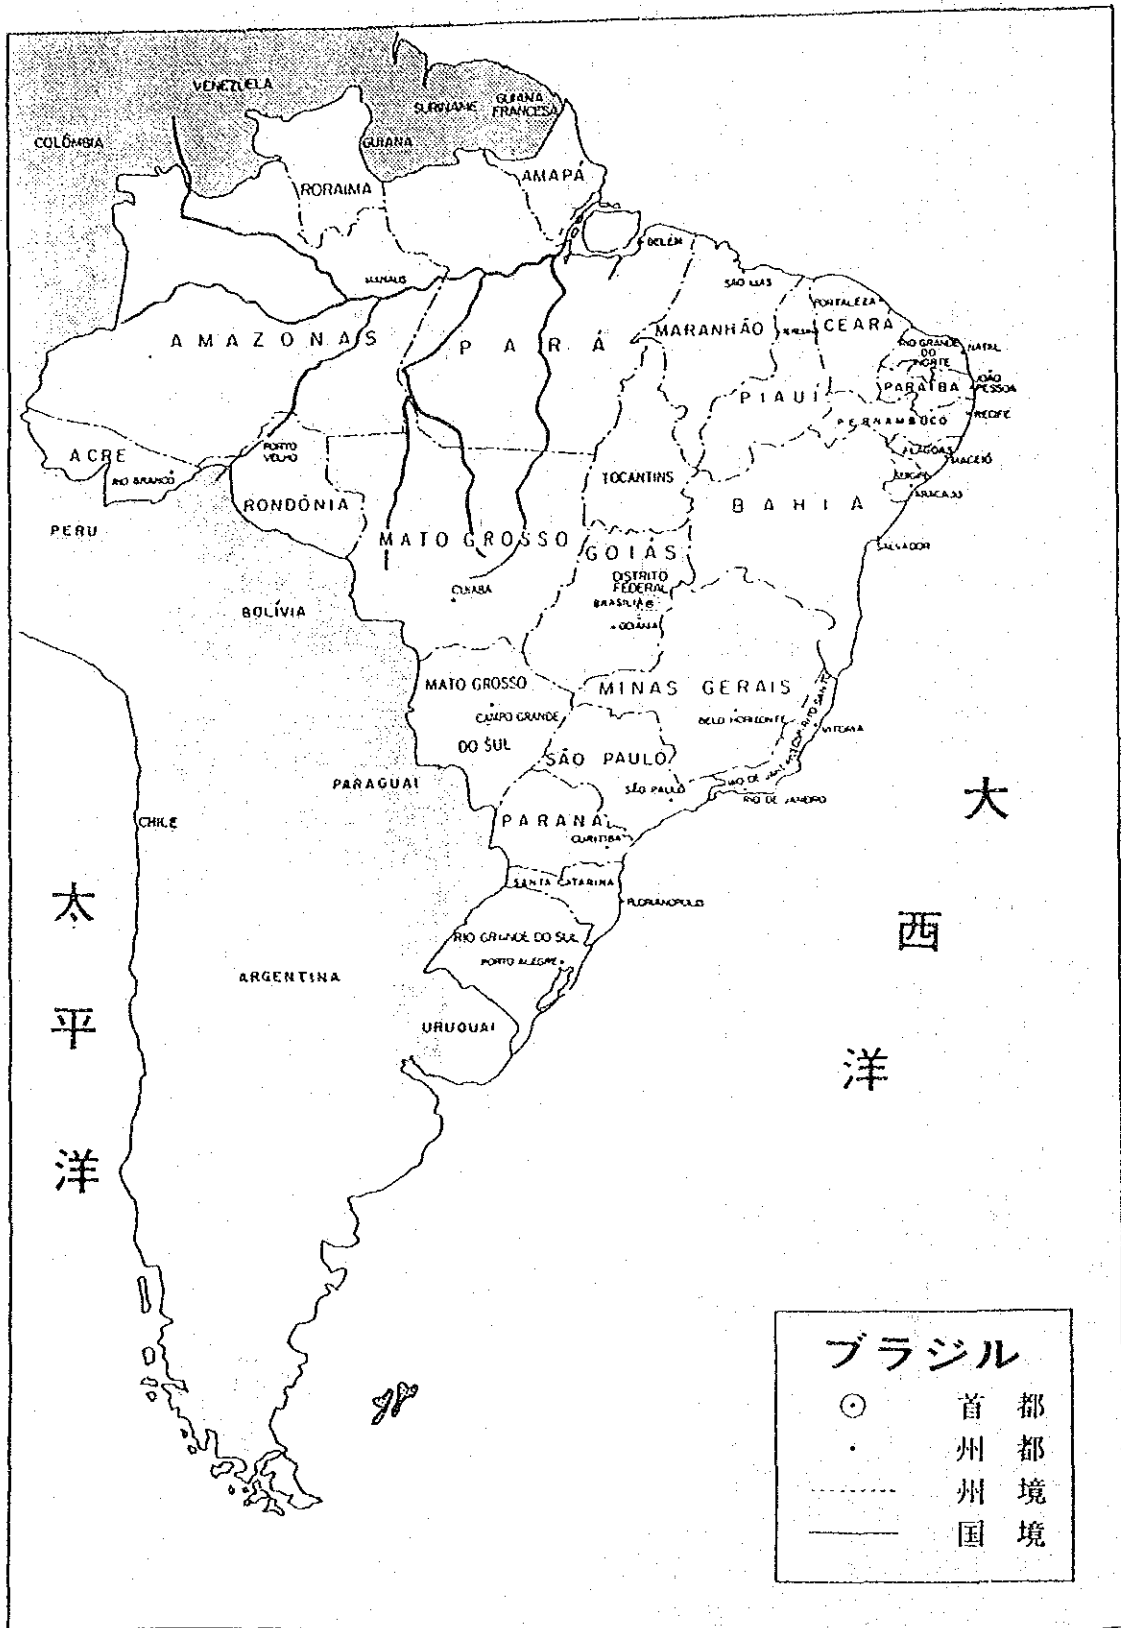 VENEZUELA
SURINAME
GUIANA
FRANCESA
COLÔMBIA
GUIANA
RORAIMA
AMAPÁ
BELÉM
MANAUS
SÃO LUIS
FORTALEZA
AMAZONAS
PARÁ
MARANHÃO
CEARÁ
RIO GRANDE
DO
NORTE
NATAL
PIAUÍ
PARAÍBA
JOÃO
PESSOA
PERNAMBUCO
RECIFE
ACRE
PORTO
VELHO
ALAGOAS
MACEIÓ
RIO BRANCO
TOCANTINS
ARACAJU
RONDÔNIA
BAHIA
PERU
MATO GROSSO
GOIÁS
SALVADOR
DISTRITO
FEDERAL
BRASÍLIA
CUIABA
GOIÂNIA
BOLÍVIA
MATO GROSSO
DO SUL
CAMPO GRANDE
MINAS GERAIS
BELO HORIZONTE
ESPIRITO SANTO
VITORIA
SÃO PAULO
SÃO PAULO
RIO DE JANEIRO
RIO DE JANEIRO
PARAGUAI
CHILE
PARANÁ
CURITIBA
SANTA CATARINA
FLORIANOPOLIS
RIO GRANDE DO SUL
PORTO ALEGRE
ARGENTINA
URUGUAI
太平洋
大西洋
ブラジル
首都
州都
州境
国境